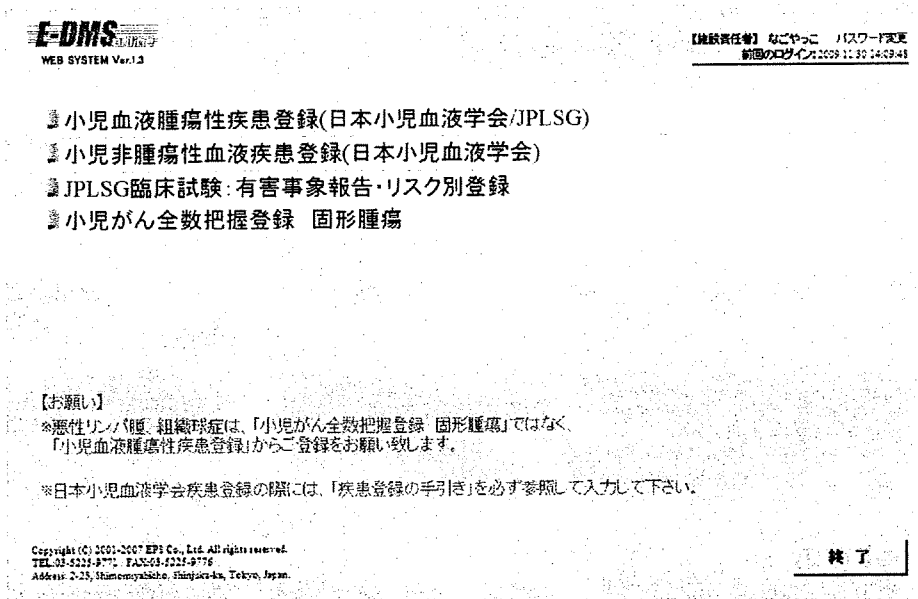 E-DMS
WEB SYSTEM Ver.1.3
【施設責任者】 なごやっこ パスワード変更
前回のログイン: 2009 11 30 14:09:48
小児血液腫瘍性疾患登録(日本小児血液学会/JPLSG)
小児非腫瘍性血液疾患登録(日本小児血液学会)
JPLSG臨床試験:有害事象報告・リスク別登録
小児がん全数把握登録 固形腫瘍
【お願い】
※悪性リンパ腫、組織球症は、「小児がん全数把握登録 固形腫瘍」ではなく、
「小児血液腫瘍性疾患登録」からご登録をお願い致します。
※日本小児血液学会疾患登録の際には、「疾患登録の手引き」を必ず参照して入力して下さい。
Copyright (C) 2001-2007 EPS Co., Ltd. All rights reserved.
TEL:03-5225-9771 FAX:03-5225-9776
Address: 2-23, Shimomiyabicho, Shinjuku-ku, Tokyo, Japan.
終 了